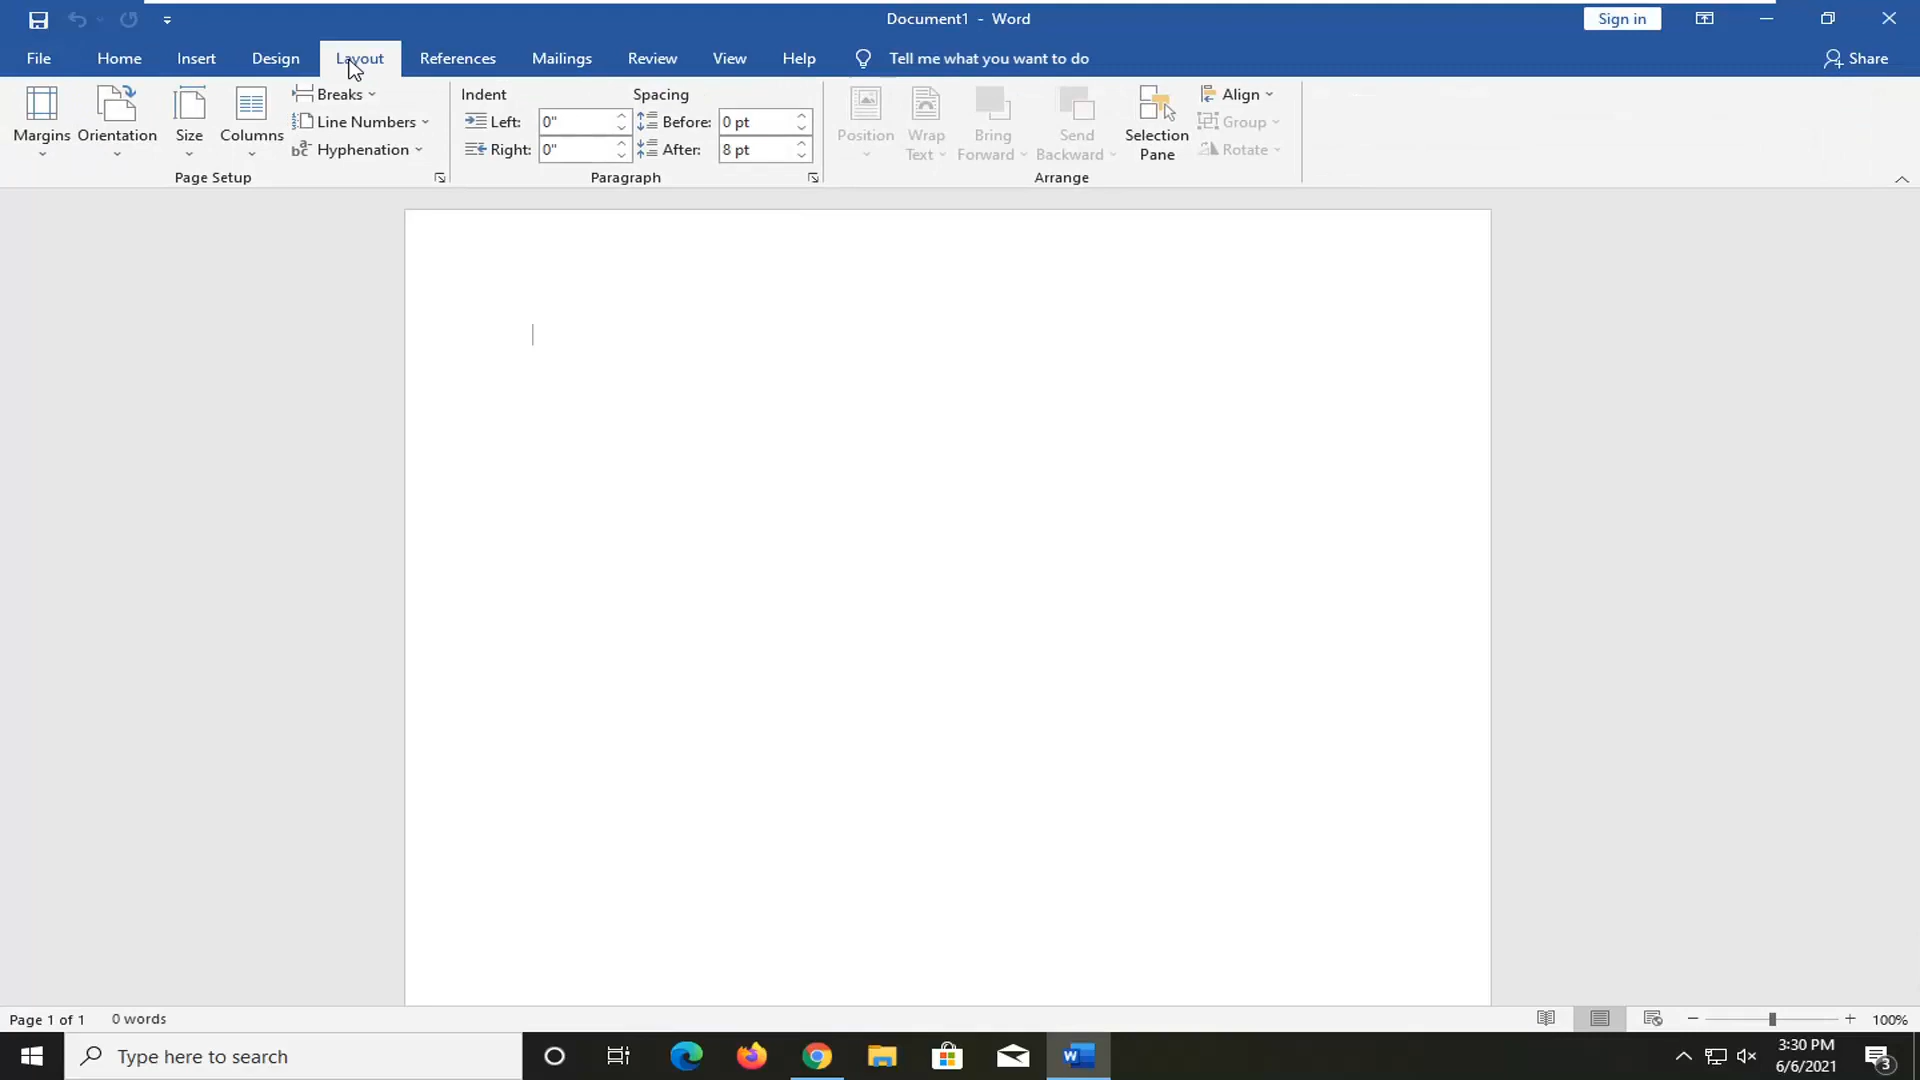 Document1 - Word
Sign in
File Home Insert Design Layout References Mailings Review View Help Tell me what you want to do Share
Margins Orientation Size Columns Breaks Line Numbers Hyphenation
Page Setup
Indent Spacing
Left: 0" Before: 0 pt
Right: 0" After: 8 pt
Paragraph
Position Wrap Text Bring Forward Send Backward Selection Pane Align Group Rotate
Arrange
Page 1 of 1 0 words 100%
Type here to search
3:30 PM
6/6/2021
3